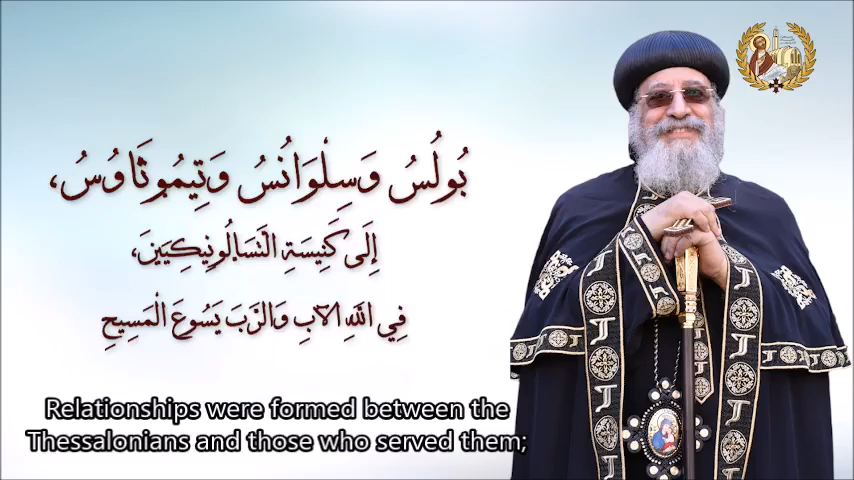 بُولُسُ وَسِلْوَانُسُ وَتِيمُوثَاوُسُ،
إِلَى كَنِيسَةِ التَّسَالُونِيكِيِّينَ،
فِي اللهِ الآبِ وَالرَّبِّ يَسُوعَ الْمَسِيحِ
Relationships were formed between the
Thessalonians and those who served them;